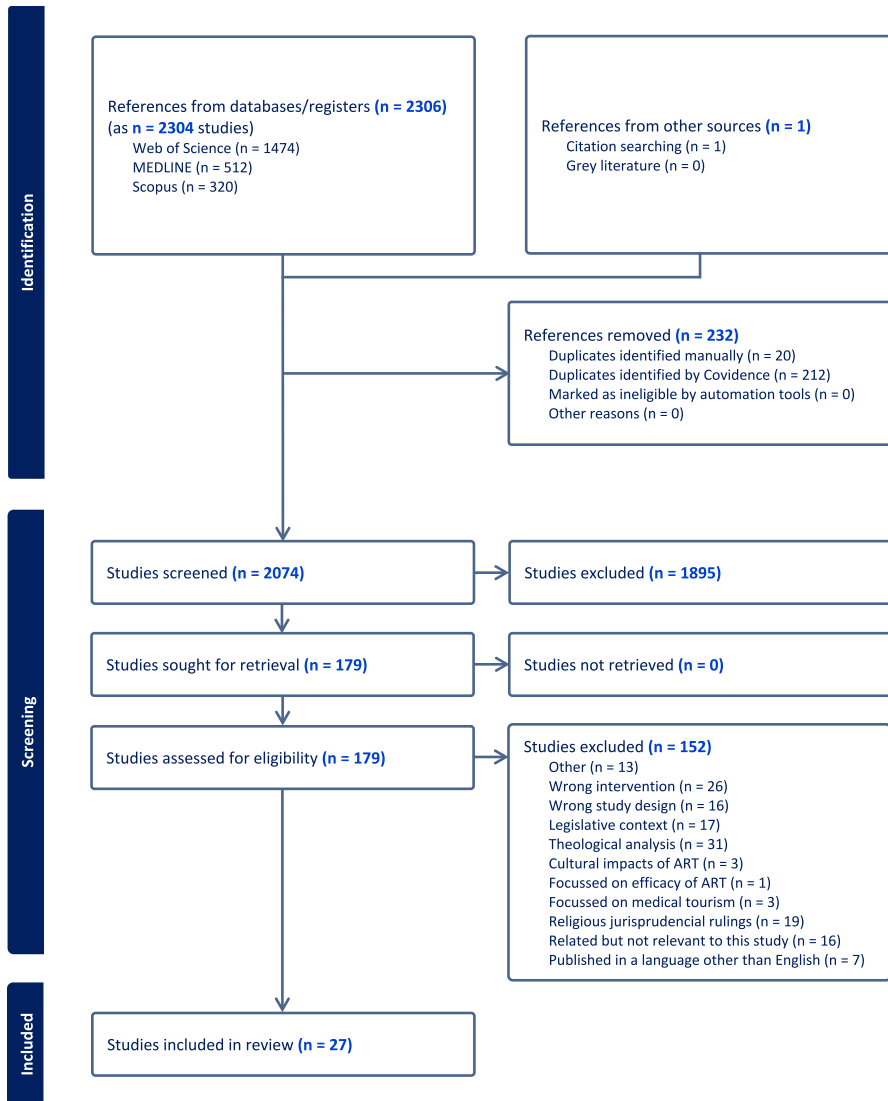 Identification
References from databases/registers (n = 2306)
(as n = 2304 studies)
Web of Science (n = 1474)
MEDLINE (n = 512)
Scopus (n = 320)
References from other sources (n = 1)
Citation searching (n = 1)
Grey literature (n = 0)
References removed (n = 232)
Duplicates identified manually (n = 20)
Duplicates identified by Covidence (n = 212)
Marked as ineligible by automation tools (n = 0)
Other reasons (n = 0)
Screening
Studies screened (n = 2074)
Studies excluded (n = 1895)
Studies sought for retrieval (n = 179)
Studies not retrieved (n = 0)
Studies assessed for eligibility (n = 179)
Studies excluded (n = 152)
Other (n = 13)
Wrong intervention (n = 26)
Wrong study design (n = 16)
Legislative context (n = 17)
Theological analysis (n = 31)
Cultural impacts of ART (n = 3)
Focussed on efficacy of ART (n = 1)
Focussed on medical tourism (n = 3)
Religious jurisprudencial rulings (n = 19)
Related but not relevant to this study (n = 16)
Published in a language other than English (n = 7)
Included
Studies included in review (n = 27)